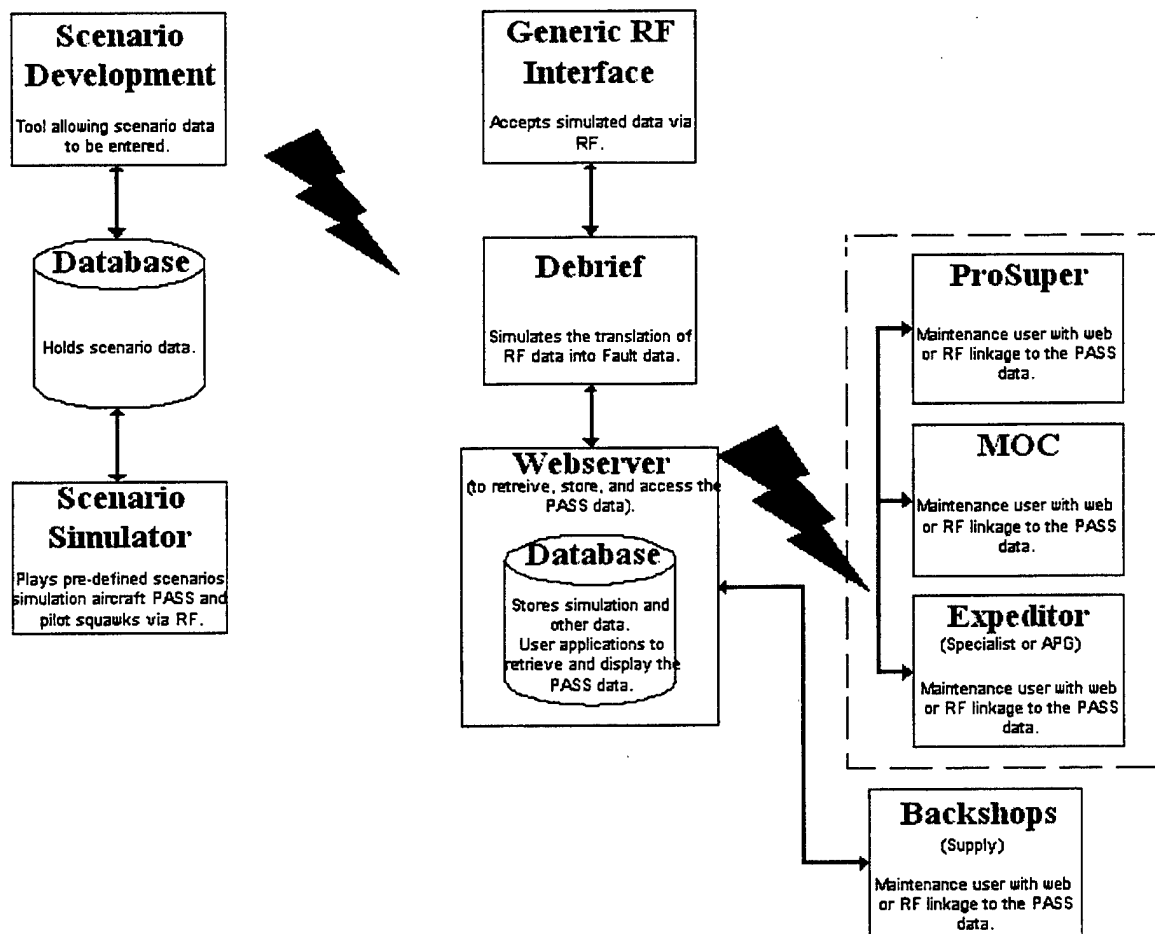 Scenario
Development
Tool allowing scenario data
to be entered.
Database
Holds scenario data.
Scenario
Simulator
Plays pre-defined scenarios
simulation aircraft PASS and
pilot squawks via RF.
Generic RF
Interface
Accepts simulated data via
RF.
Debrief
Simulates the translation of
RF data into Fault data.
Webserver
(to retreive, store, and access the
PASS data).
Database
Stores simulation and
other data.
User applications to
retrieve and display the
PASS data.
ProSuper
Maintenance user with web
or RF linkage to the PASS
data.
MOC
Maintenance user with web
or RF linkage to the PASS
data.
Expeditor
(Specialist or APG)
Maintenance user with web
or RF linkage to the PASS
data.
Backshops
(Supply)
Maintenance user with web
or RF linkage to the PASS
data.